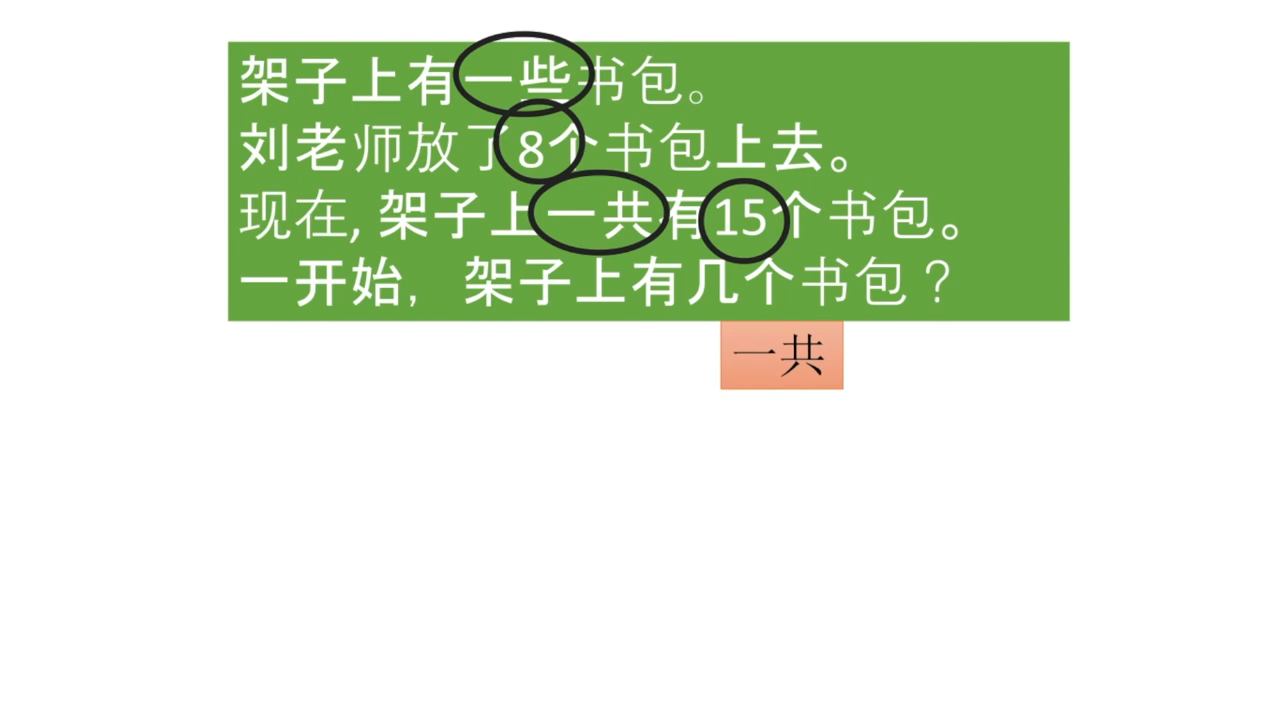 架子上有一些书包。
刘老师放了8个书包上去。
现在, 架子上一共有15个书包。
一开始， 架子上有几个书包？
一共